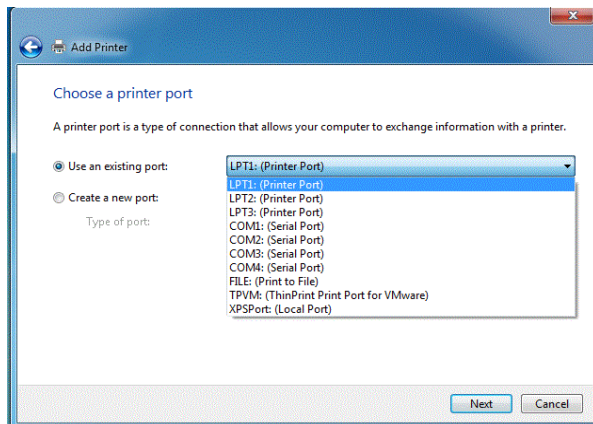 Add Printer
Choose a printer port
A printer port is a type of connection that allows your computer to exchange information with a printer.
Use an existing port: LPT1: (Printer Port)
LPT1: (Printer Port)
Create a new port: LPT2: (Printer Port)
LPT3: (Printer Port)
Type of port: COM1: (Serial Port)
COM2: (Serial Port)
COM3: (Serial Port)
COM4: (Serial Port)
FILE: (Print to File)
TPVM: (ThinPrint Print Port for VMware)
XPSPort: (Local Port)
Next Cancel